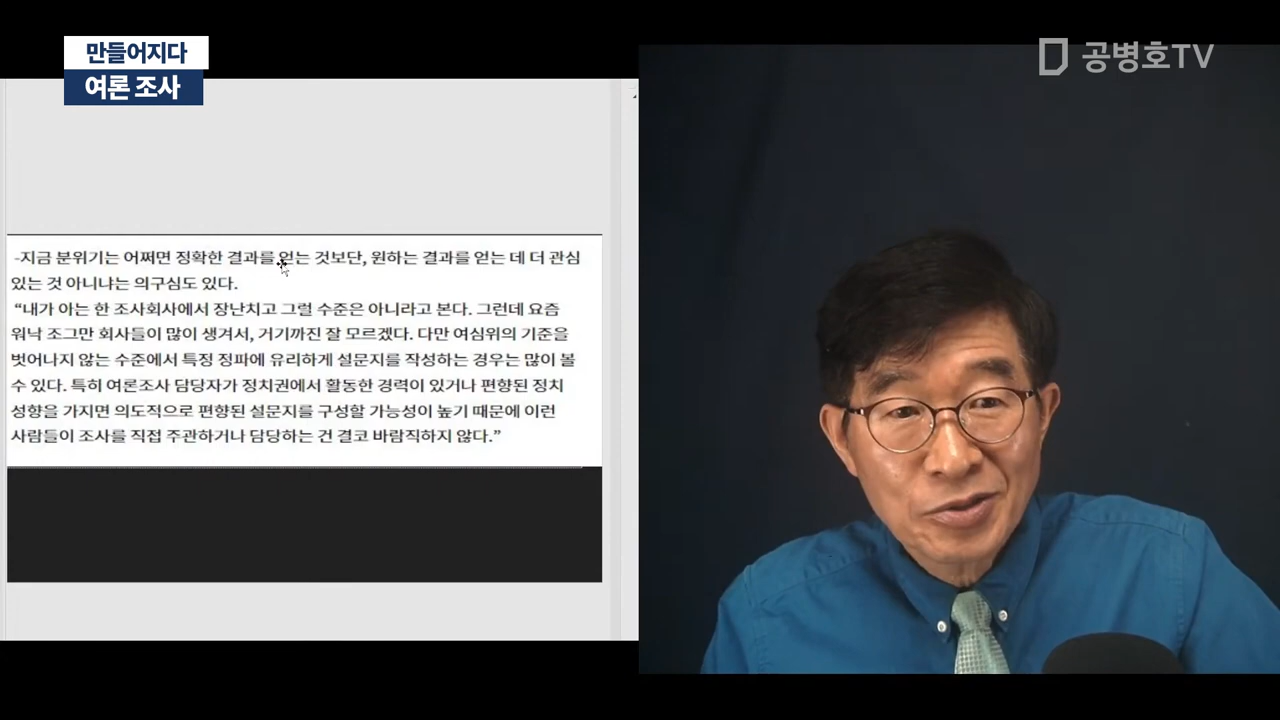 만들어지다
여론 조사
공병호TV
-지금 분위기는 어쩌면 정확한 결과를 얻는 것보단, 원하는 결과를 얻는 데 더 관심
있는 것 아니냐는 의구심도 있다.
“내가 아는 한 조사회사에서 장난치고 그럴 수준은 아니라고 본다. 그런데 요즘
워낙 조그만 회사들이 많이 생겨서, 거기까진 잘 모르겠다. 다만 여심위의 기준을
벗어나지 않는 수준에서 특정 정파에 유리하게 설문지를 작성하는 경우는 많이 볼
수 있다. 특히 여론조사 담당자가 정치권에서 활동한 경력이 있거나 편향된 정치
성향을 가지면 의도적으로 편향된 설문지를 구성할 가능성이 높기 때문에 이런
사람들이 조사를 직접 주관하거나 담당하는 건 결코 바람직하지 않다.”